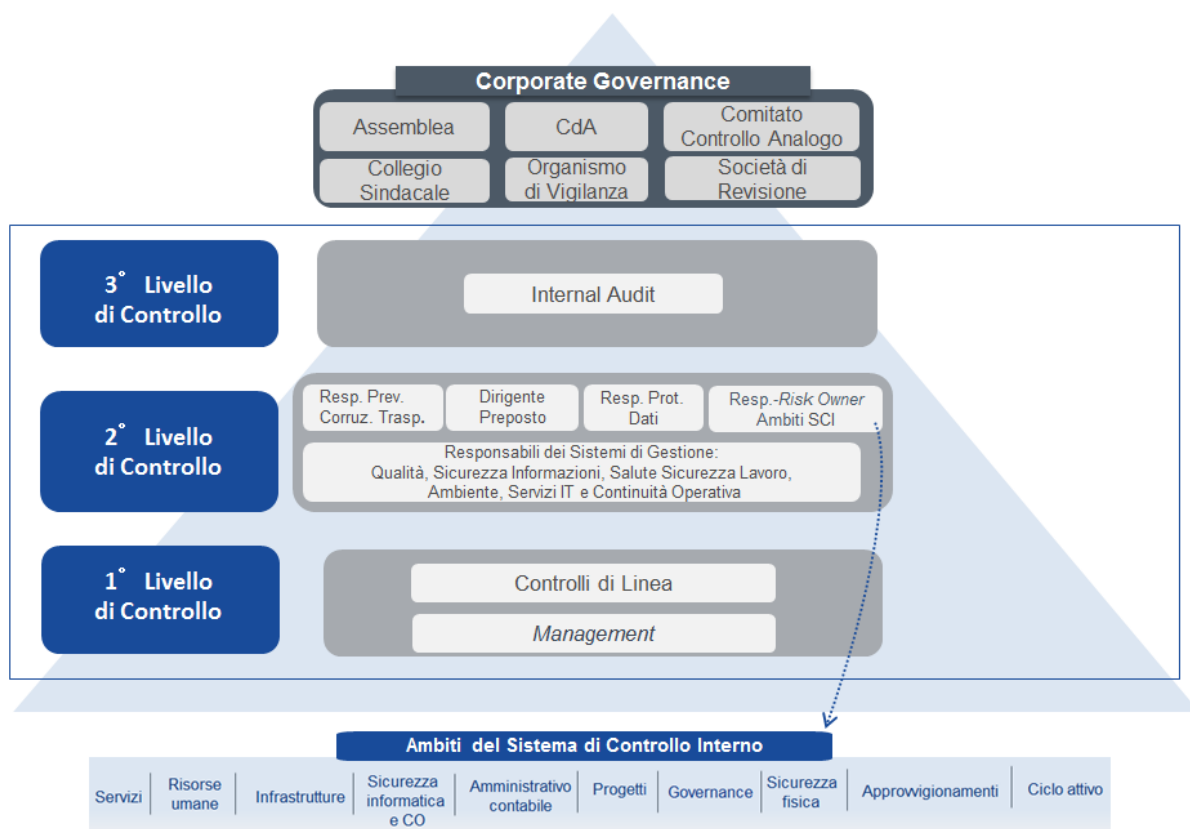 Corporate Governance
Assemblea
CdA
Comitato
Controllo Analogo
Collegio
Sindacale
Organismo
di Vigilanza
Società di
Revisione
3° Livello
di Controllo
Internal Audit
2° Livello
di Controllo
Resp. Prev.
Corruz. Trasp.
Dirigente
Preposto
Resp. Prot.
Dati
Resp.-Risk Owner
Ambiti SCI
Responsabili dei Sistemi di Gestione:
Qualità, Sicurezza Informazioni, Salute Sicurezza Lavoro,
Ambiente, Servizi IT e Continuità Operativa
1° Livello
di Controllo
Controlli di Linea
Management
Ambiti del Sistema di Controllo Interno
Servizi
Risorse
umane
Infrastrutture
Sicurezza
informatica
e CO
Amministrativo
contabile
Progetti
Governance
Sicurezza
fisica
Approvvigionamenti
Ciclo attivo